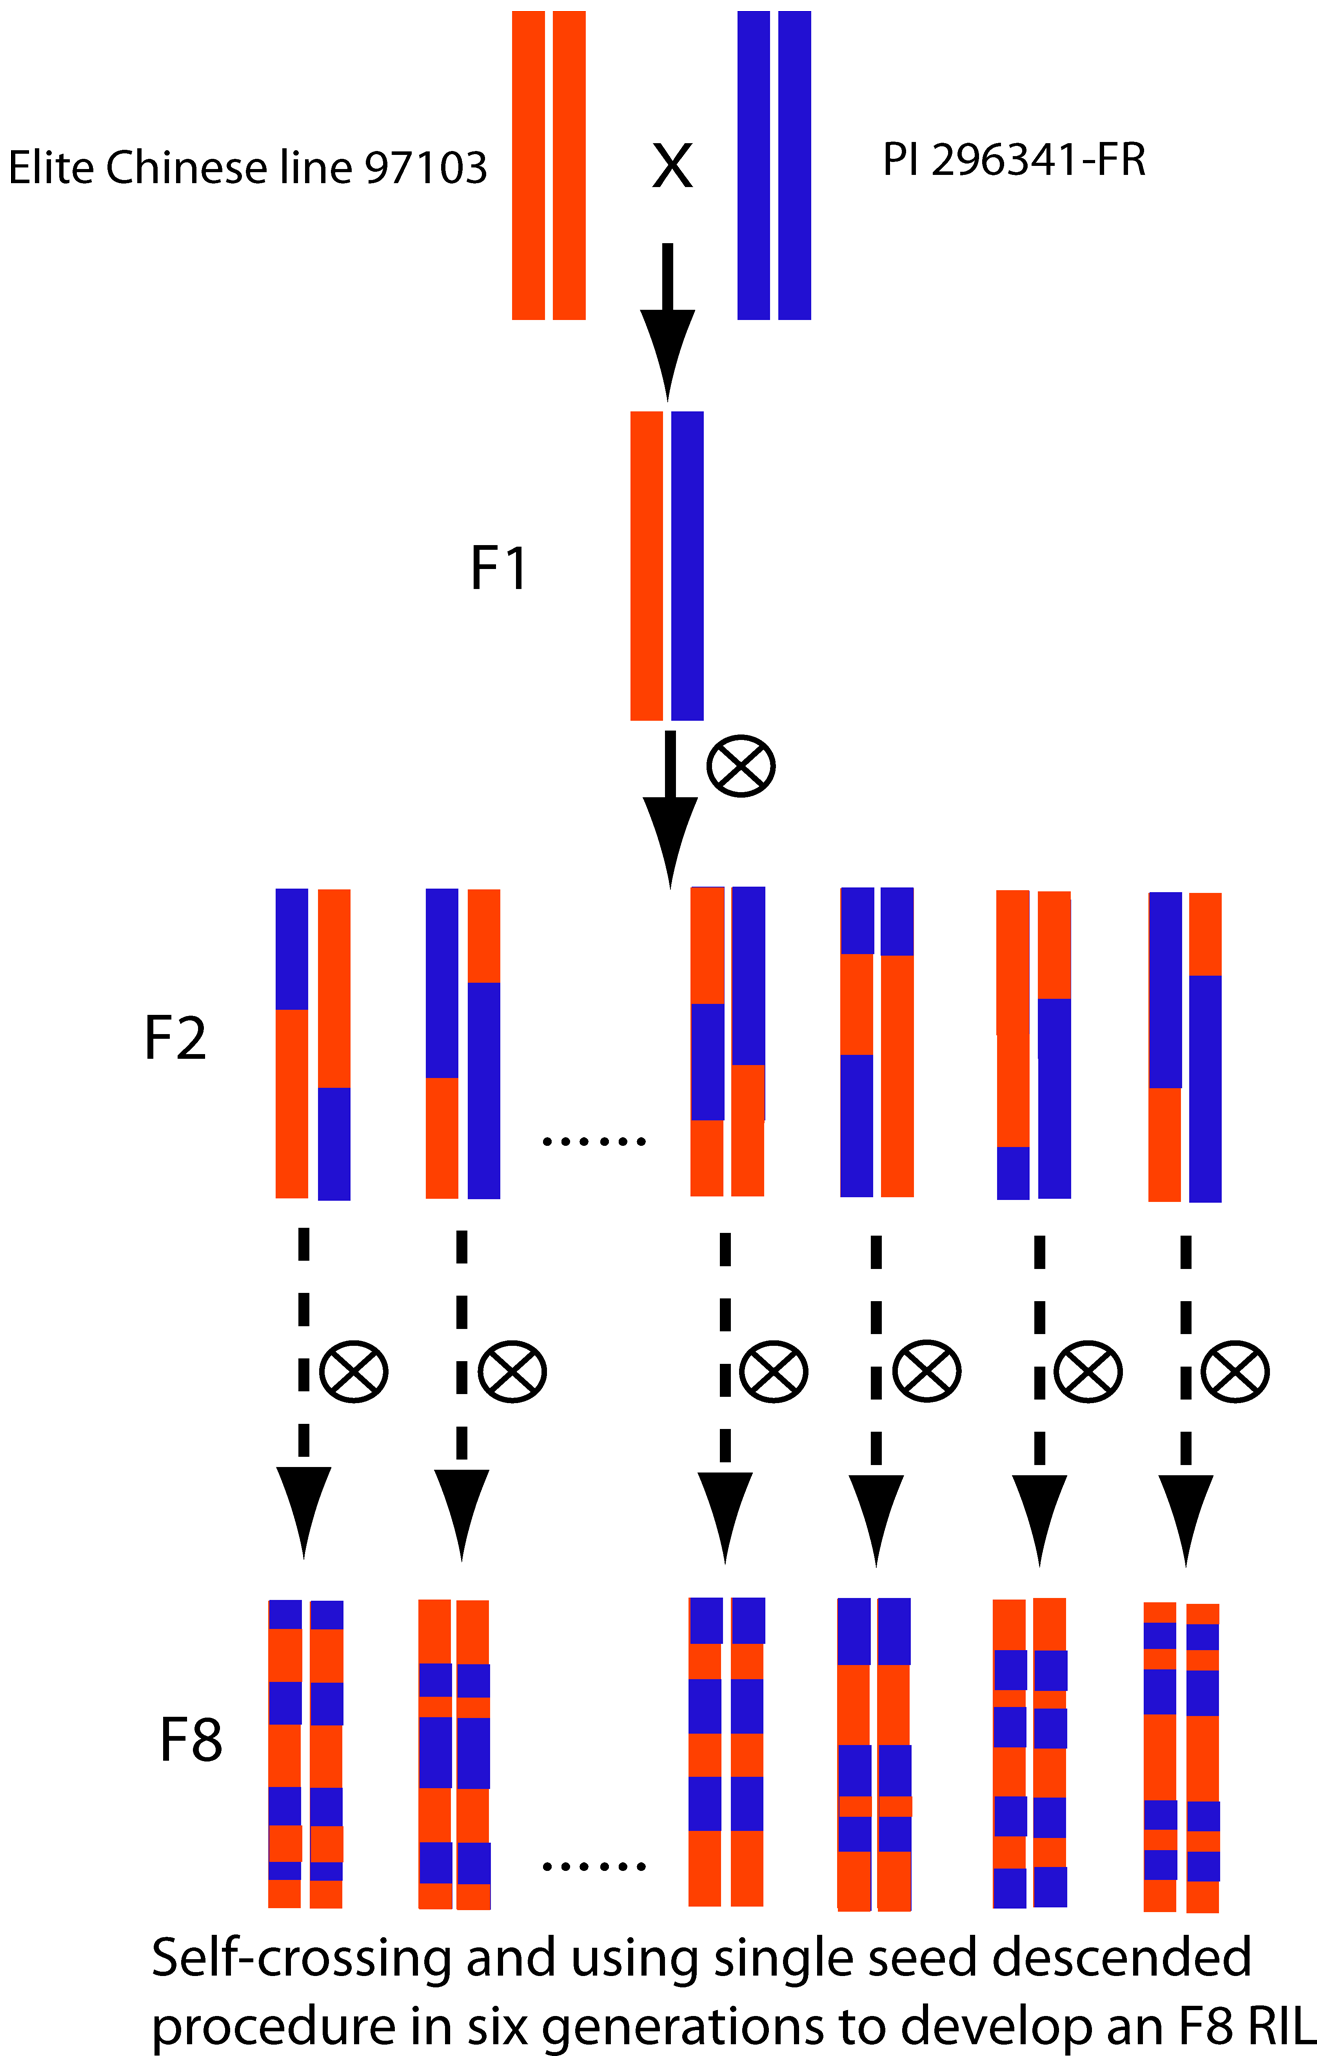 Elite Chinese line 97103
X
PI 296341-FR
F1
F2
......
F8
......
Self-crossing and using single seed descended
procedure in six generations to develop an F8 RIL